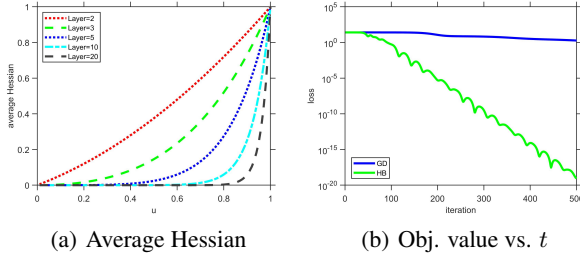 1
0.8
0.6
0.4
0.2
0
average Hessian
Layer=2
Layer=3
Layer=5
Layer=10
Layer=20
0 0.2 0.4 0.6 0.8 1
u
(a) Average Hessian
10^5
10^0
10^-5
10^-10
10^-15
10^-20
loss
GD
HB
0 100 200 300 400 500
iteration
(b) Obj. value vs. t